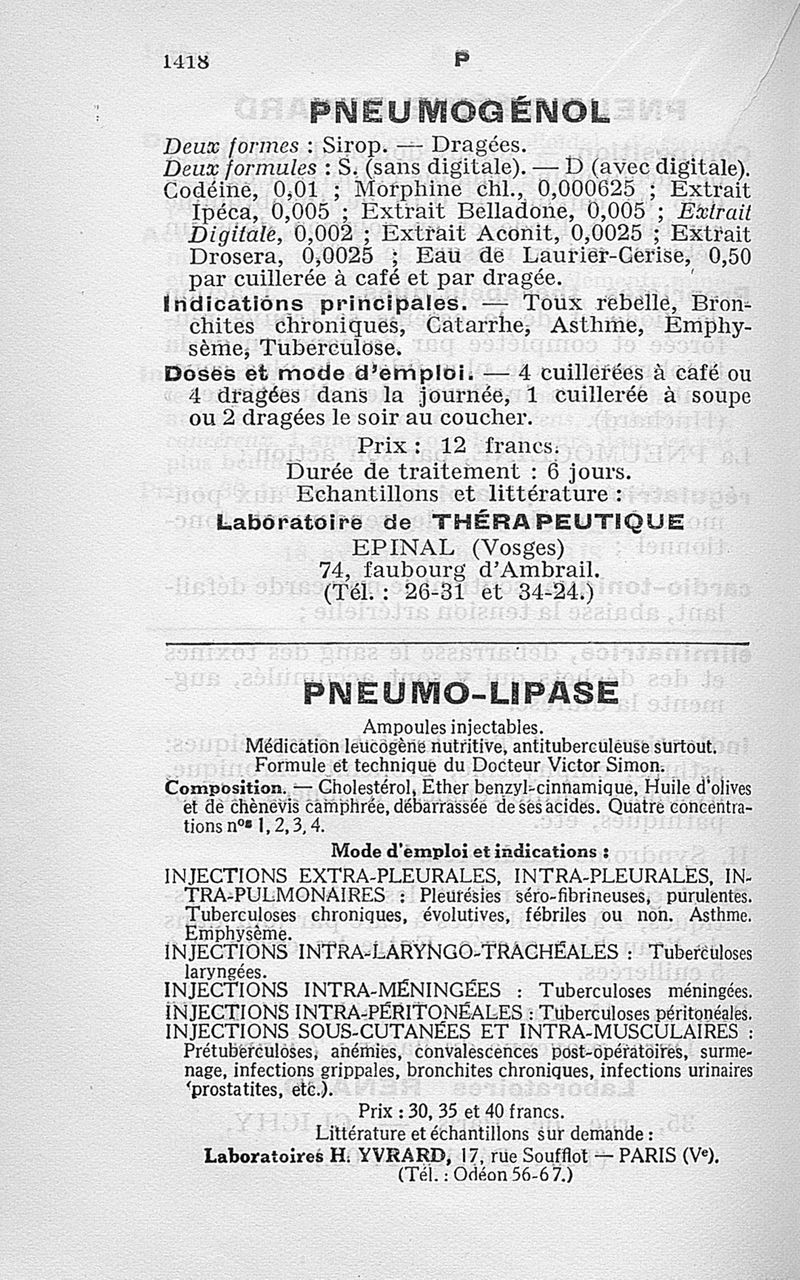 1418
P
PNEUMOGÉNOL
Deux formes : Sirop. — Dragées.
Deux formules : S. (sans digitale). — D (avec digitale).
Codéine, 0,01 ; Morphine chl., 0,000625 ; Extrait
Ipéca, 0,005 ; Extrait Belladone, 0,005 ; Extrait
Digitale, 0,002 ; Extrait Aconit, 0,0025 ; Extrait
Drosera, 0,0025 ; Eau de Laurier-Cerise, 0,50
par cuillerée à café et par dragée.
Indications principales. — Toux rebelle, Bron-
chites chroniques, Catarrhe, Asthme, Emphy-
sème, Tuberculose.
Doses et mode d'emploi. — 4 cuillerées à café ou
4 dragées dans la journée, 1 cuillerée à soupe
ou 2 dragées le soir au coucher.
Prix : 12 francs.
Durée de traitement : 6 jours.
Echantillons et littérature :
Laboratoire de THÉRAPEUTIQUE
EPINAL (Vosges)
74, faubourg d'Ambrail.
(Tél. : 26-31 et 34-24.)
PNEUMO-LIPASE
Ampoules injectables.
Médication leucogène nutritive, antituberculeuse surtout.
Formule et technique du Docteur Victor Simon.
Composition. — Cholestérol, Ether benzyl-cinnamique, Huile d'olives
et de chènevis camphrée, débarrassée de ses acides. Quatre concentra-
tions nos 1, 2, 3, 4.
Mode d'emploi et indications :
INJECTIONS EXTRA-PLEURALES, INTRA-PLEURALES, IN-
TRA-PULMONAIRES : Pleurésies séro-fibrineuses, purulentes.
Tuberculoses chroniques, évolutives, fébriles ou non. Asthme.
Emphysème.
INJECTIONS INTRA-LARYNGO-TRACHÉALES : Tuberculoses
laryngées.
INJECTIONS INTRA-MÉNINGÉES : Tuberculoses méningées.
INJECTIONS INTRA-PÉRITONÉALES : Tuberculoses péritonéales.
INJECTIONS SOUS-CUTANÉES ET INTRA-MUSCULAIRES :
Prétuberculoses, anémies, convalescences post-opératoires, surme-
nage, infections grippales, bronchites chroniques, infections urinaires
'prostatites, etc.).
Prix : 30, 35 et 40 francs.
Littérature et échantillons sur demande :
Laboratoires H. YVRARD, 17, rue Soufflot — PARIS (Ve).
(Tél. : Odéon 56-67.)